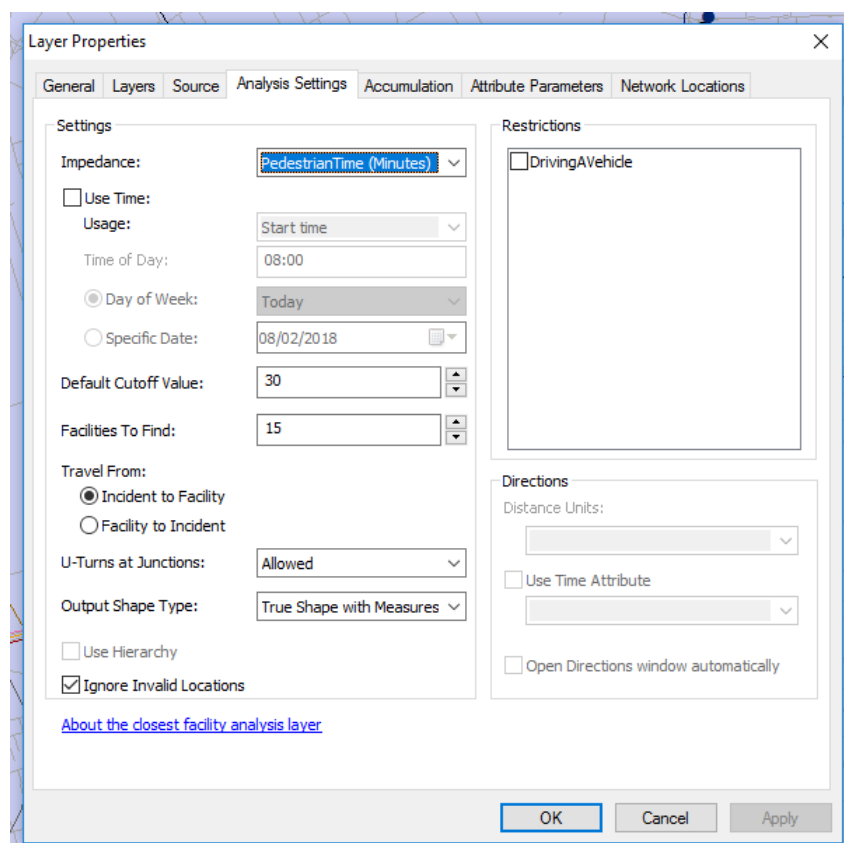 Layer Properties
General Layers Source Analysis Settings Accumulation Attribute Parameters Network Locations
Settings
Impedance: PedestrianTime (Minutes)
Use Time:
Usage: Start time
Time of Day: 08:00
Day of Week: Today
Specific Date: 08/02/2018
Default Cutoff Value: 30
Facilities To Find: 15
Travel From:
Incident to Facility
Facility to Incident
U-Turns at Junctions: Allowed
Output Shape Type: True Shape with Measures
Use Hierarchy
Ignore Invalid Locations
About the closest facility analysis layer
Restrictions
DrivingAVehicle
Directions
Distance Units:
Use Time Attribute
Open Directions window automatically
OK Cancel Apply